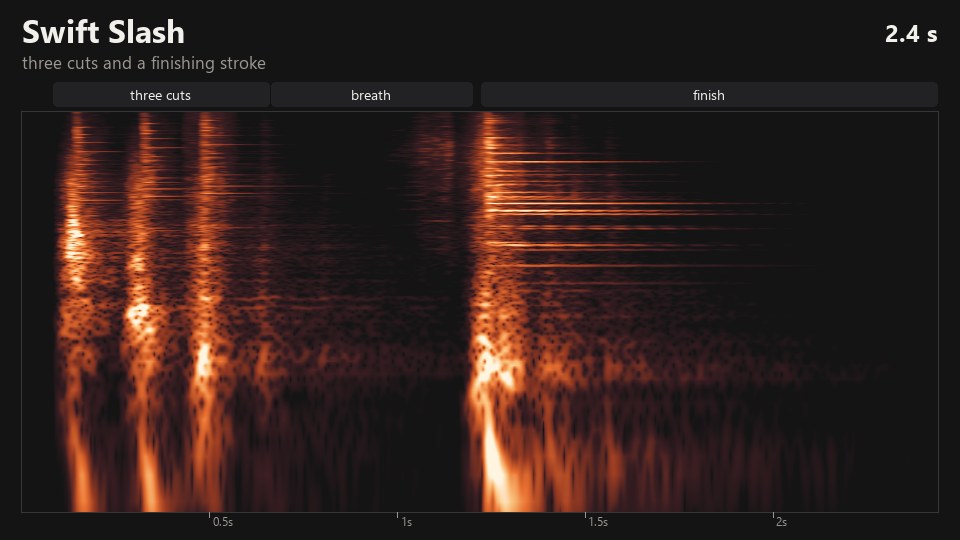 Swift Slash
2.4 s
three cuts and a finishing stroke
three cuts
breath
finish
0.5s
1s
1.5s
2s